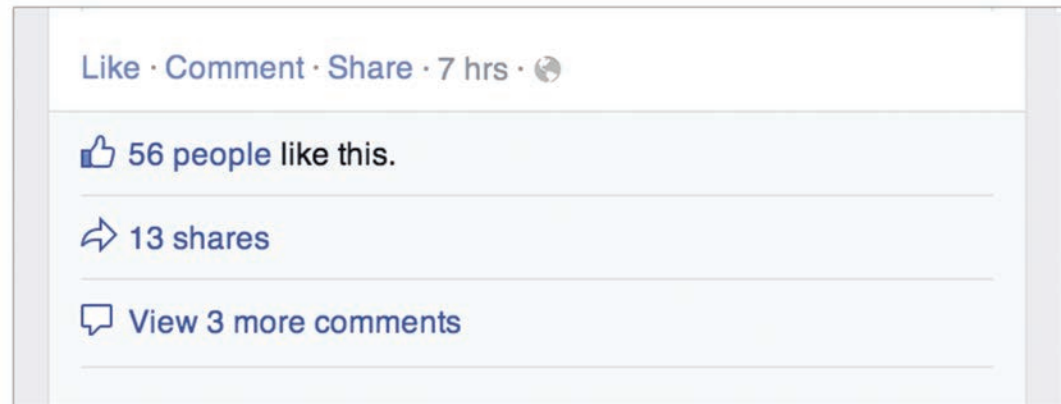 Like · Comment · Share · 7 hrs ·
56 people like this.
13 shares
View 3 more comments